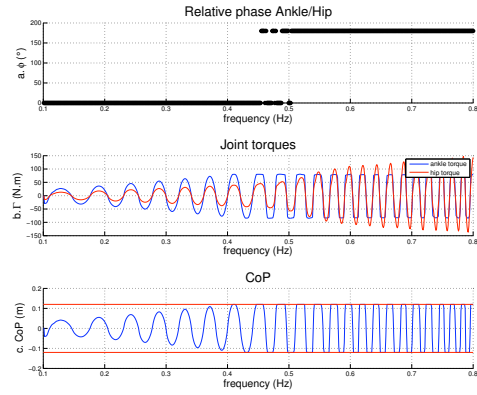 Relative phase Ankle/Hip
200
150
100
50
0
a. ϕ (°)
0.1 0.2 0.3 0.4 0.5 0.6 0.7 0.8
frequency (Hz)
Joint torques
150
100
50
0
−50
−100
−150
b. Γ (N.m)
ankle torque
hip torque
0.1 0.2 0.3 0.4 0.5 0.6 0.7 0.8
frequency (Hz)
CoP
0.2
0.1
0
−0.1
−0.2
c. CoP (m)
0.1 0.2 0.3 0.4 0.5 0.6 0.7 0.8
frequency (Hz)